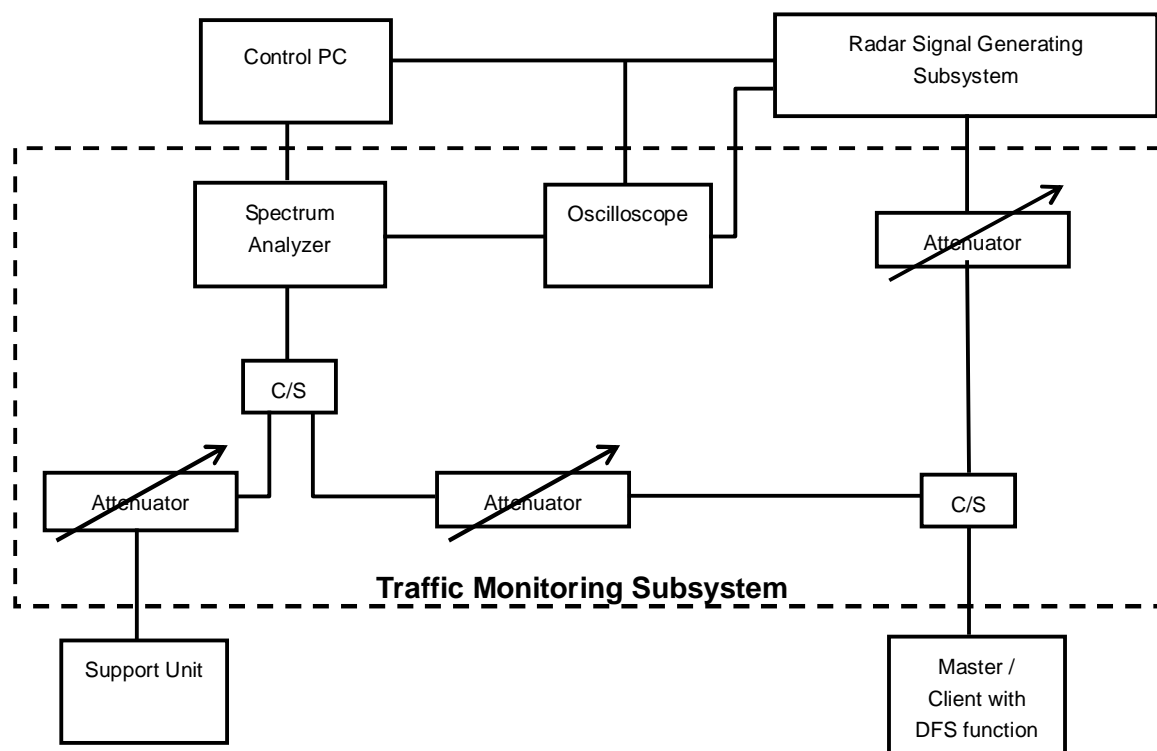 Control PC
Radar Signal Generating
Subsystem
Spectrum
Analyzer
Oscilloscope
Attenuator
C/S
Attenuator
Attenuator
C/S
Traffic Monitoring Subsystem
Support Unit
Master /
Client with
DFS function